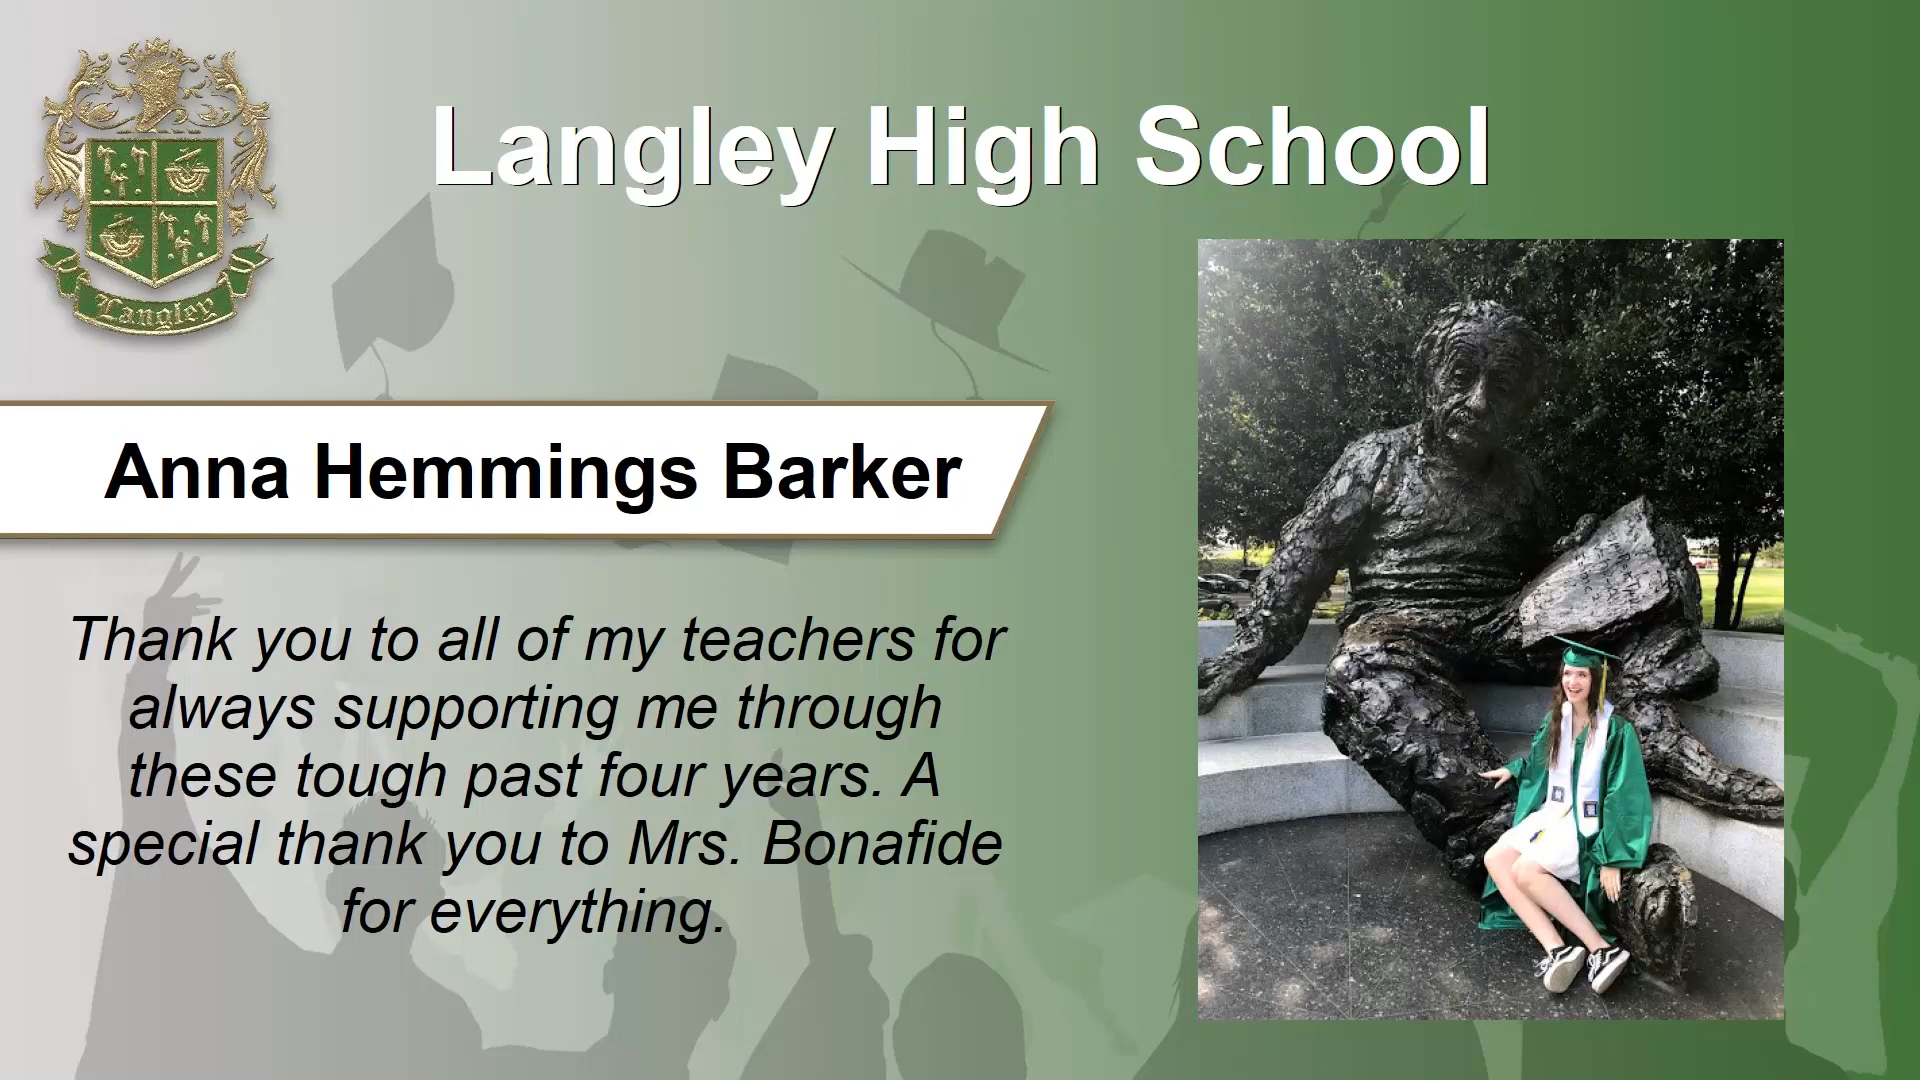 Langley High School
Langley
Anna Hemmings Barker
Thank you to all of my teachers for
always supporting me through
these tough past four years. A
special thank you to Mrs. Bonafide
for everything.